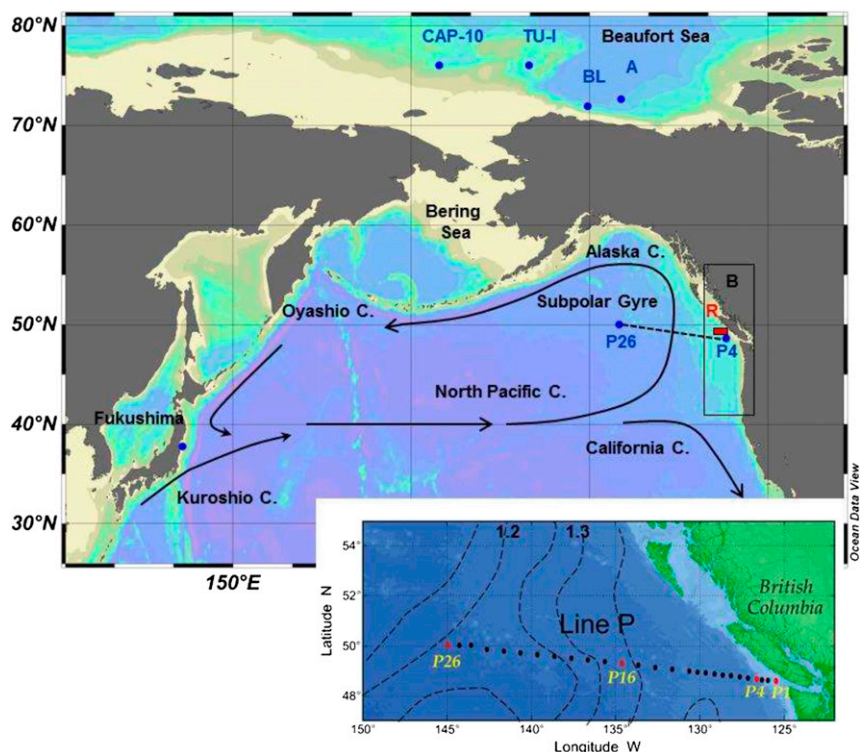 80°N
CAP-10
TU-I
Beaufort Sea
BL
A
70°N
60°N
Bering
Sea
Alaska C.
B
Subpolar Gyre
Oyashio C.
R
50°N
P26
P4
North Pacific C.
40°N
Fukushima
California C.
Kuroshio C.
30°N
150°E
Ocean Data View
54°
52°
50°
48°
Latitude N
1.2
1.3
British
Columbia
Line P
P26
P16
P4
P1
150°
145°
140°
135°
130°
125°
Longitude W